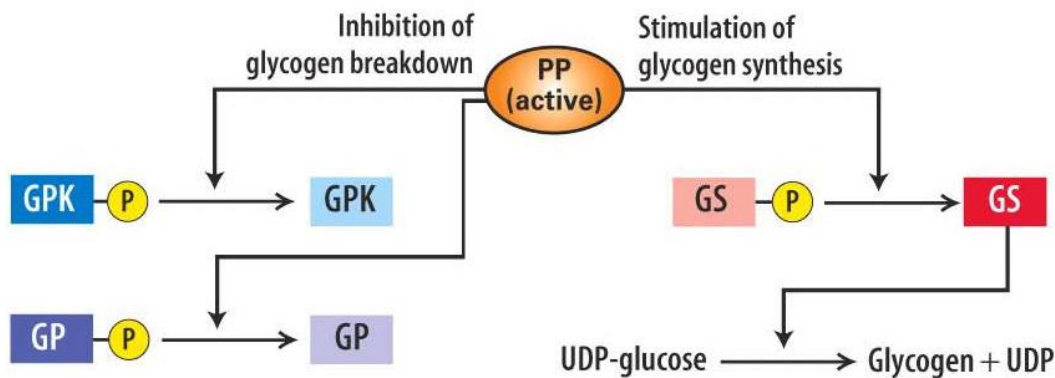 Inhibition of
glycogen breakdown
PP
(active)
Stimulation of
glycogen synthesis
GPK P GPK
GS P GS
GP P GP
UDP-glucose Glycogen + UDP